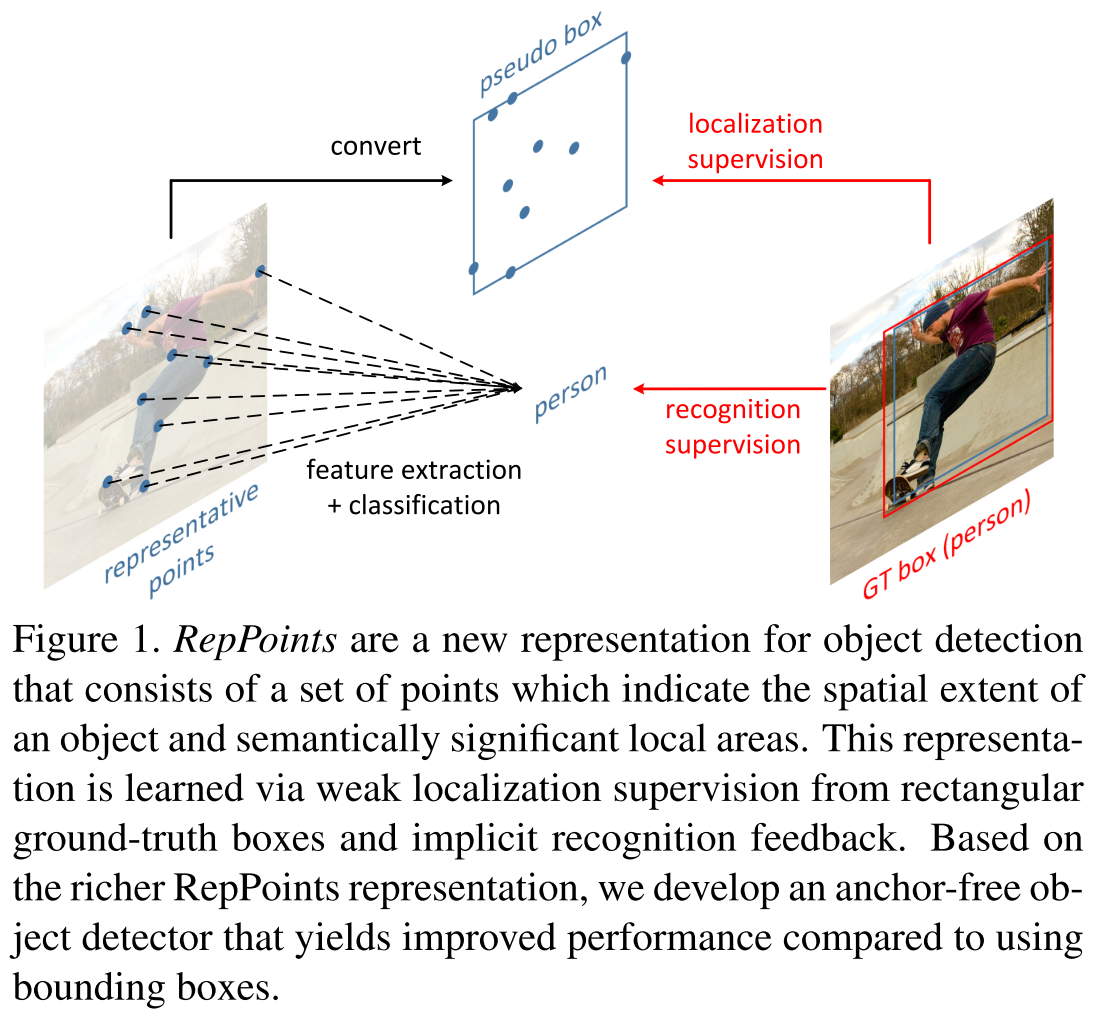 pseudo box
convert
localization
supervision
person
recognition
supervision
feature extraction
+ classification
representative
points
GT box (person)
Figure 1. RepPoints are a new representation for object detection
that consists of a set of points which indicate the spatial extent of
an object and semantically significant local areas. This representa-
tion is learned via weak localization supervision from rectangular
ground-truth boxes and implicit recognition feedback. Based on
the richer RepPoints representation, we develop an anchor-free ob-
ject detector that yields improved performance compared to using
bounding boxes.